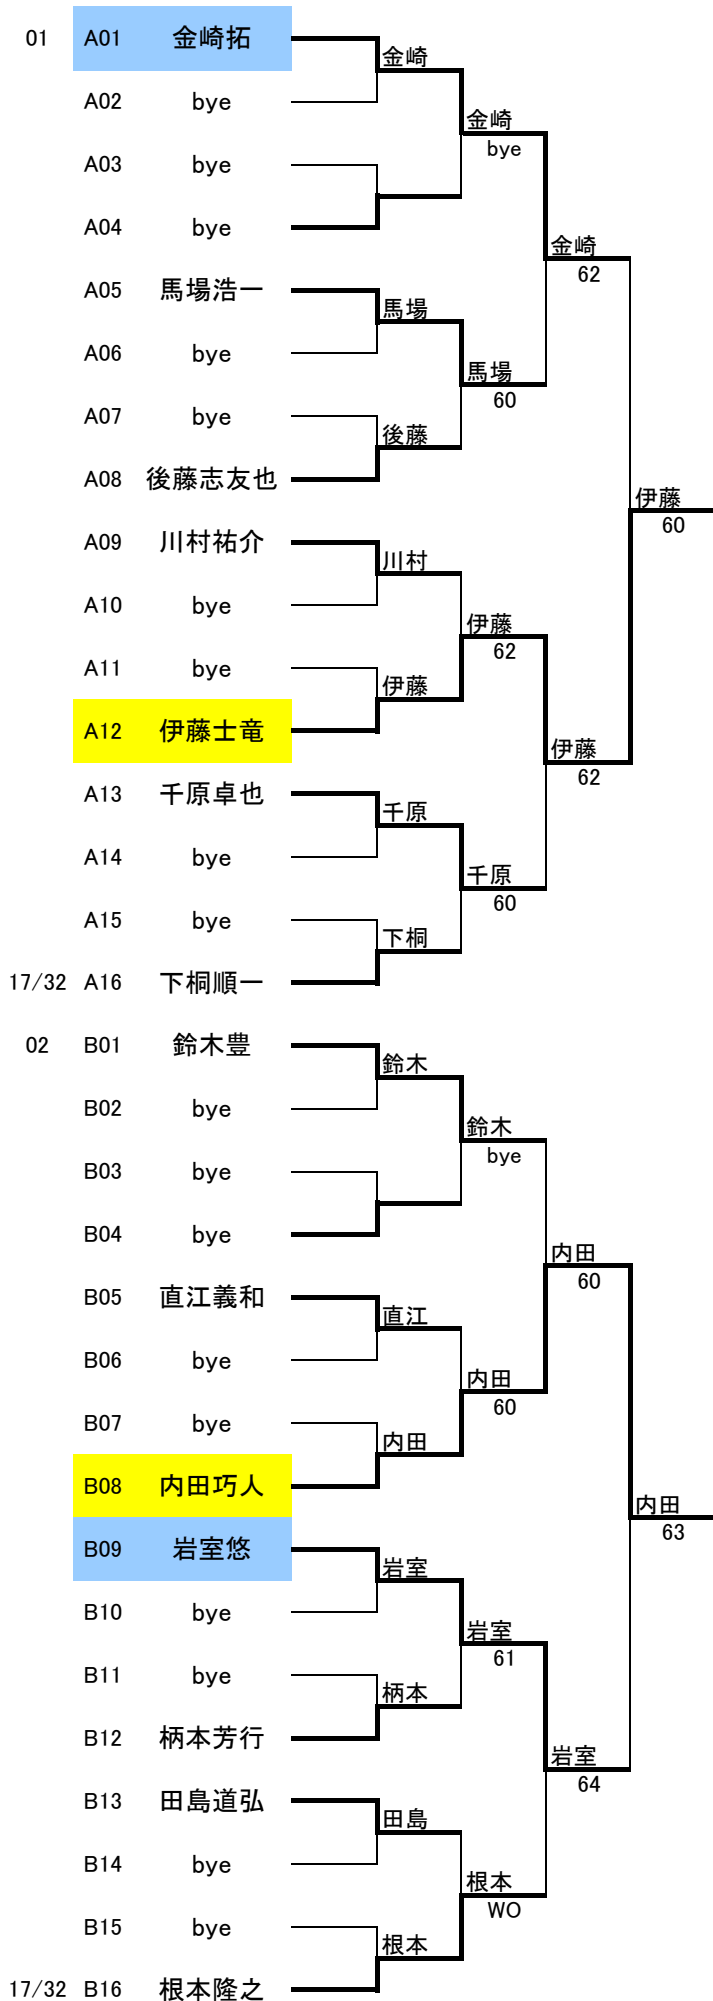 01 A01 金崎拓
金崎
A02 bye
金崎
bye
A03 bye
A04 bye
金崎
62
A05 馬場浩一
馬場
A06 bye
馬場
60
A07 bye
後藤
A08 後藤志友也
伊藤
60
A09 川村祐介
川村
A10 bye
伊藤
62
A11 bye
伊藤
A12 伊藤士竜
伊藤
62
A13 千原卓也
千原
A14 bye
千原
60
A15 bye
下桐
17/32 A16 下桐順一
02 B01 鈴木豊
鈴木
B02 bye
鈴木
bye
B03 bye
B04 bye
内田
60
B05 直江義和
直江
B06 bye
内田
60
B07 bye
内田
B08 内田巧人
内田
63
B09 岩室悠
岩室
B10 bye
岩室
61
B11 bye
柄本
B12 柄本芳行
岩室
64
B13 田島道弘
田島
B14 bye
根本
WO
B15 bye
根本
17/32 B16 根本隆之